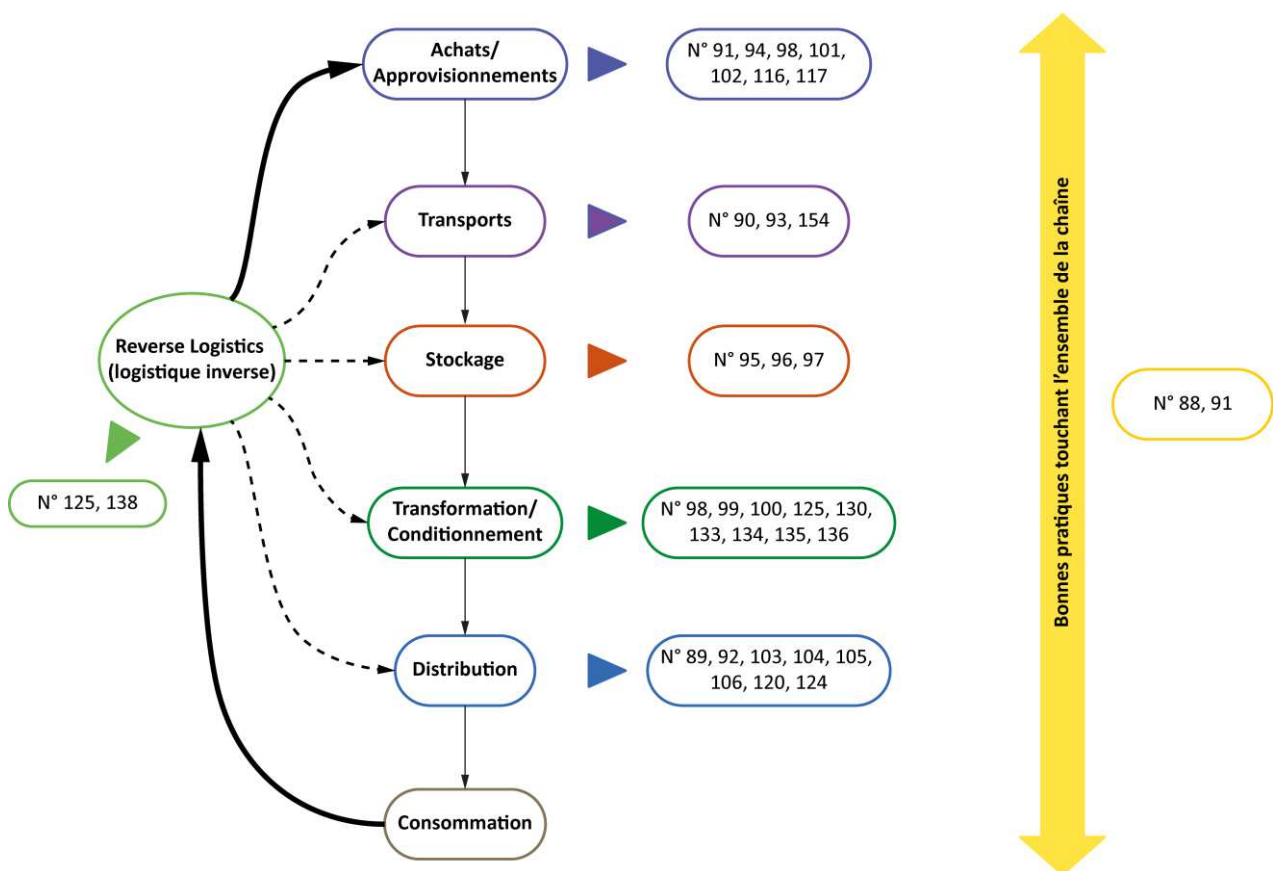 Achats/
Approvisionnements
N° 91, 94, 98, 101,
102, 116, 117
Transports
N° 90, 93, 154
Reverse Logistics
(logistique inverse)
Stockage
N° 95, 96, 97
N° 125, 138
Transformation/
Conditionnement
N° 98, 99, 100, 125, 130,
133, 134, 135, 136
Distribution
N° 89, 92, 103, 104, 105,
106, 120, 124
Consommation
Bonnes pratiques touchant l’ensemble de la chaîne
N° 88, 91